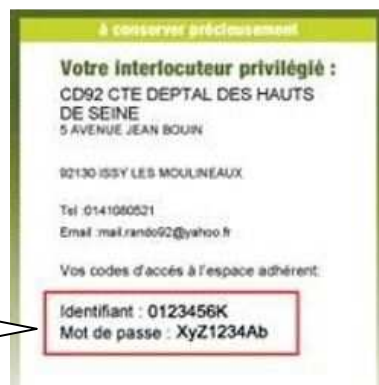 à conserver précieusement
Votre interlocuteur privilégié :
CD92 CTE DEPTAL DES HAUTS
DE SEINE
5 AVENUE JEAN BOUIN
92130 ISSY LES MOULINEAUX
Tel :0141080521
Email :mail.rando92@yahoo.fr
Vos codes d'accés à l'espace adhérent:
Identifiant : 0123456K
Mot de passe : XyZ1234Ab